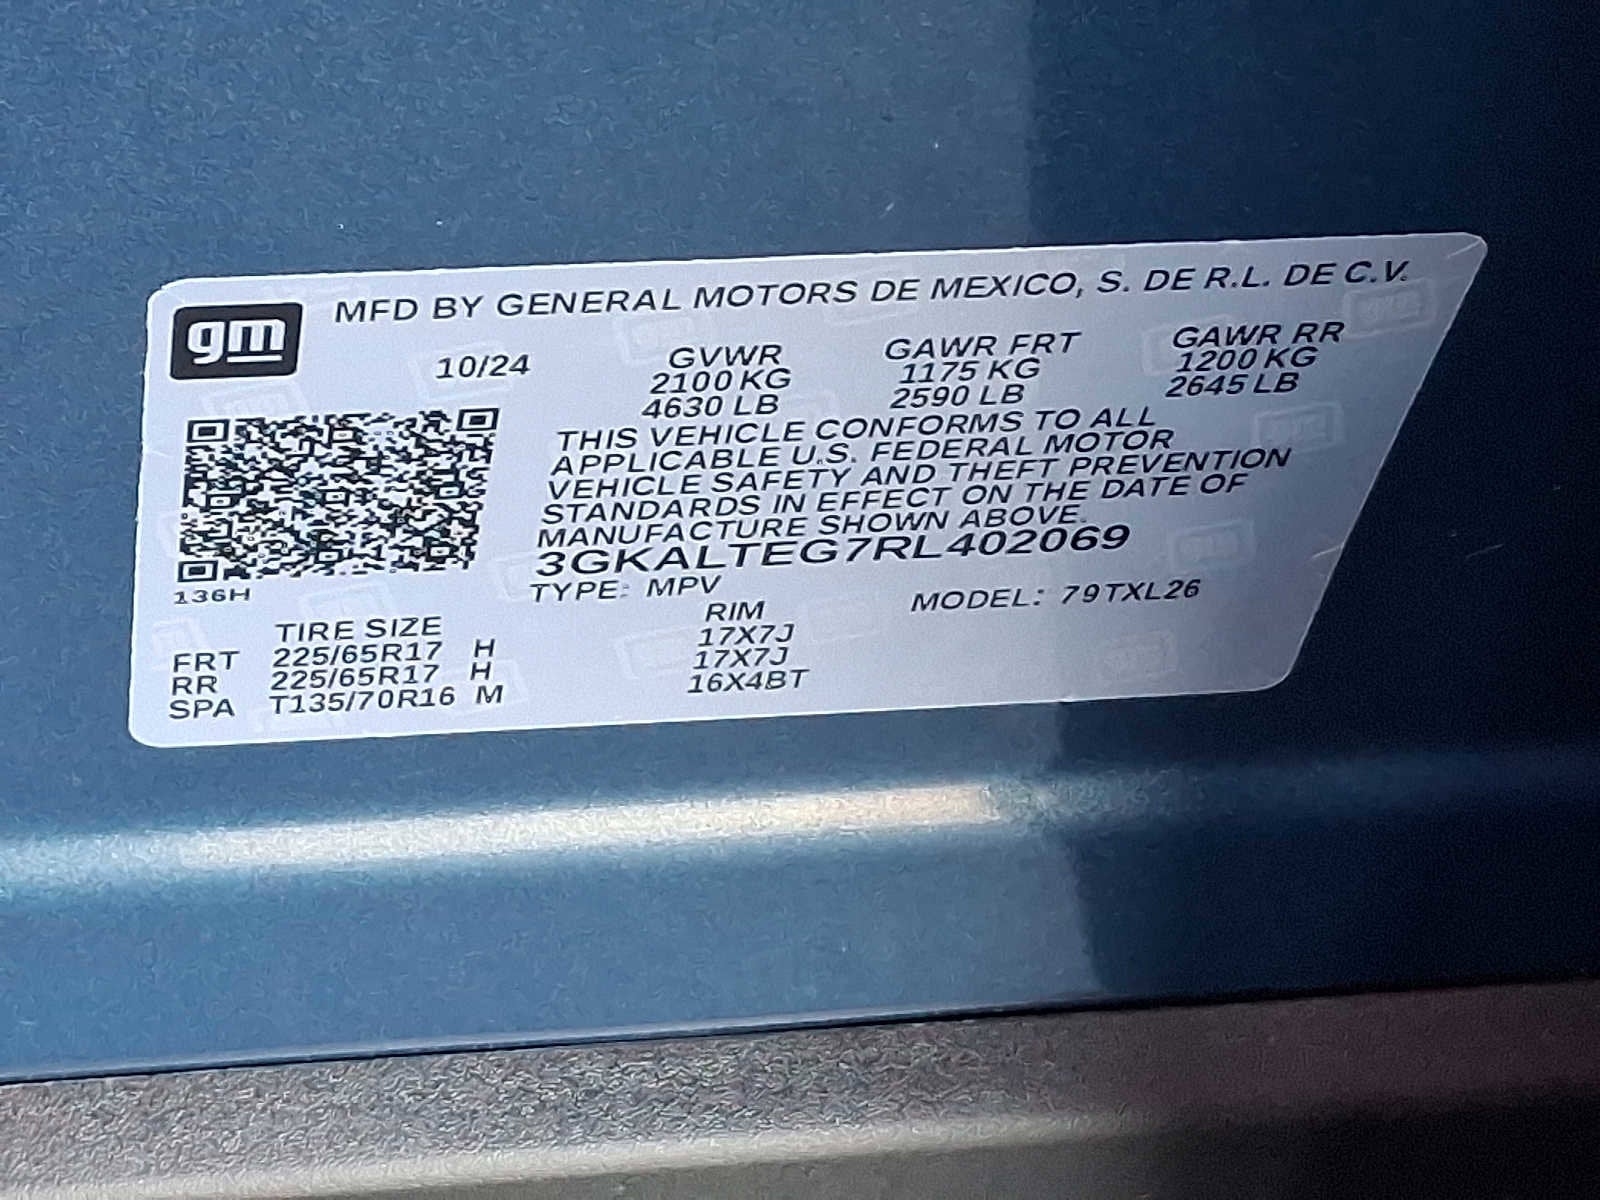 gm
MFD BY GENERAL MOTORS DE MEXICO, S. DE R.L. DE C.V.
10/24 GVWR GAWR FRT GAWR RR
2100 KG 1175 KG 1200 KG
4630 LB 2590 LB 2645 LB
THIS VEHICLE CONFORMS TO ALL
APPLICABLE U.S. FEDERAL MOTOR
VEHICLE SAFETY AND THEFT PREVENTION
STANDARDS IN EFFECT ON THE DATE OF
MANUFACTURE SHOWN ABOVE.
3GKALTEG7RL402069
136H
TYPE: MPV MODEL: 79TXL26
TIRE SIZE RIM
FRT 225/65R17 H 17X7J
RR 225/65R17 H 17X7J
SPA T135/70R16 M 16X4BT